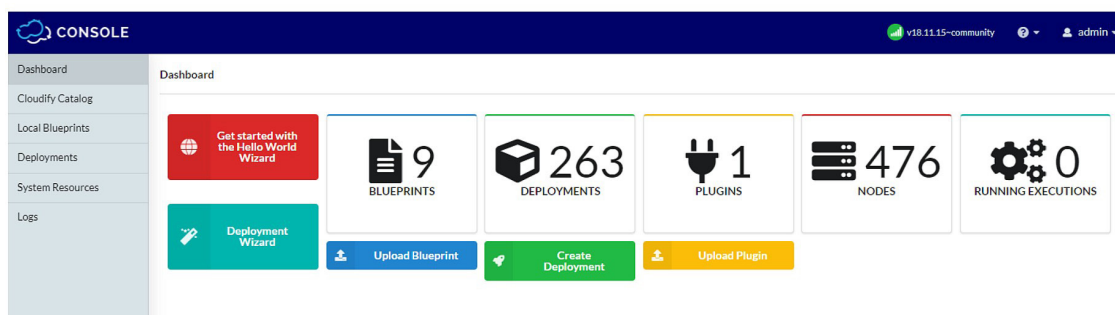 CONSOLE
v18.11.15~community
admin
Dashboard
Cloudify Catalog
Local Blueprints
Deployments
System Resources
Logs
Dashboard
Get started with
the Hello World
Wizard
Deployment
Wizard
9
BLUEPRINTS
Upload Blueprint
263
DEPLOYMENTS
Create
Deployment
1
PLUGINS
Upload Plugin
476
NODES
0
RUNNING EXECUTIONS